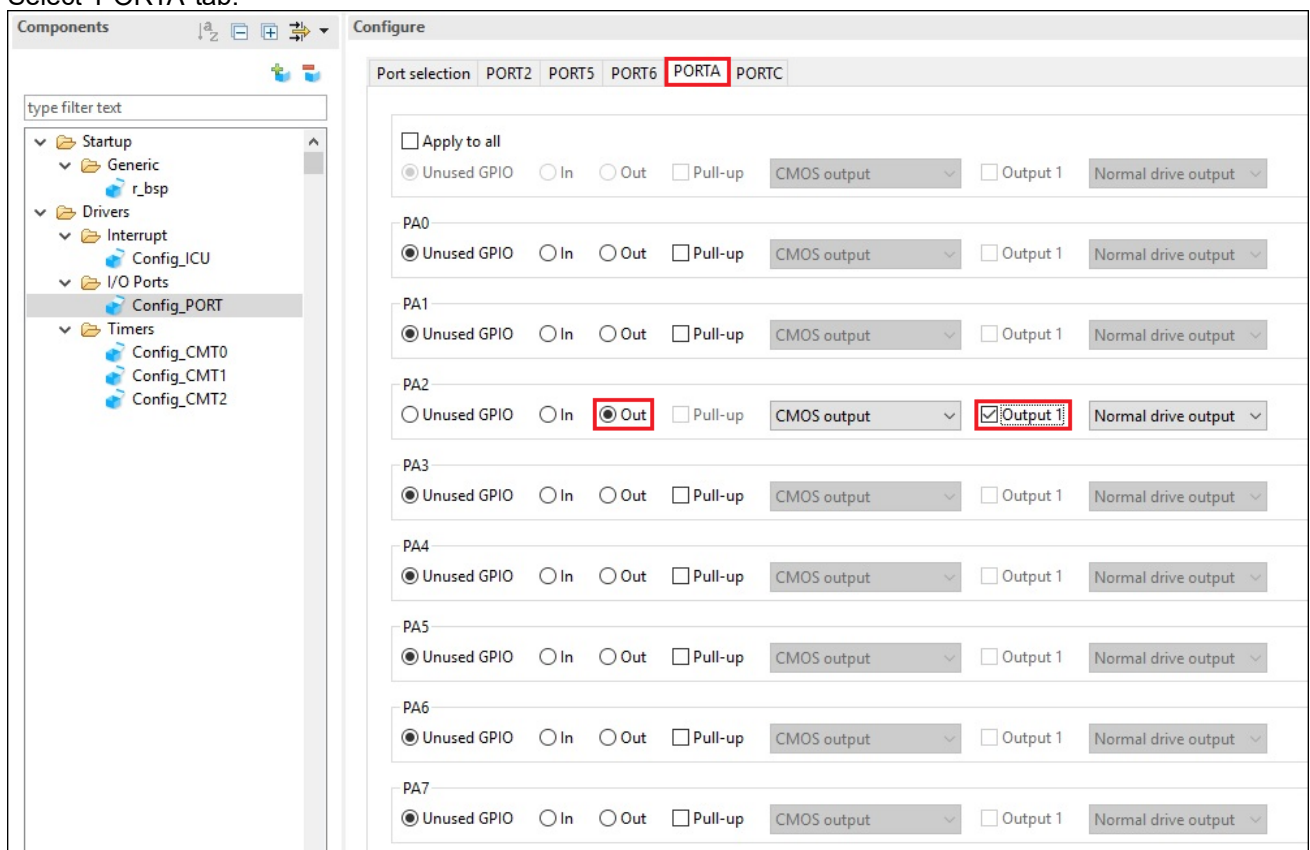 Select 'PORTA' tab.
Components
Configure
type filter text
Startup
Generic
r_bsp
Drivers
Interrupt
Config_ICU
I/O Ports
Config_PORT
Timers
Config_CMT0
Config_CMT1
Config_CMT2
Port selection PORT2 PORT5 PORT6 PORTA PORTC
Apply to all
Unused GPIO In Out Pull-up CMOS output Output 1 Normal drive output
PA0
Unused GPIO In Out Pull-up CMOS output Output 1 Normal drive output
PA1
Unused GPIO In Out Pull-up CMOS output Output 1 Normal drive output
PA2
Unused GPIO In Out Pull-up CMOS output Output 1 Normal drive output
PA3
Unused GPIO In Out Pull-up CMOS output Output 1 Normal drive output
PA4
Unused GPIO In Out Pull-up CMOS output Output 1 Normal drive output
PA5
Unused GPIO In Out Pull-up CMOS output Output 1 Normal drive output
PA6
Unused GPIO In Out Pull-up CMOS output Output 1 Normal drive output
PA7
Unused GPIO In Out Pull-up CMOS output Output 1 Normal drive output